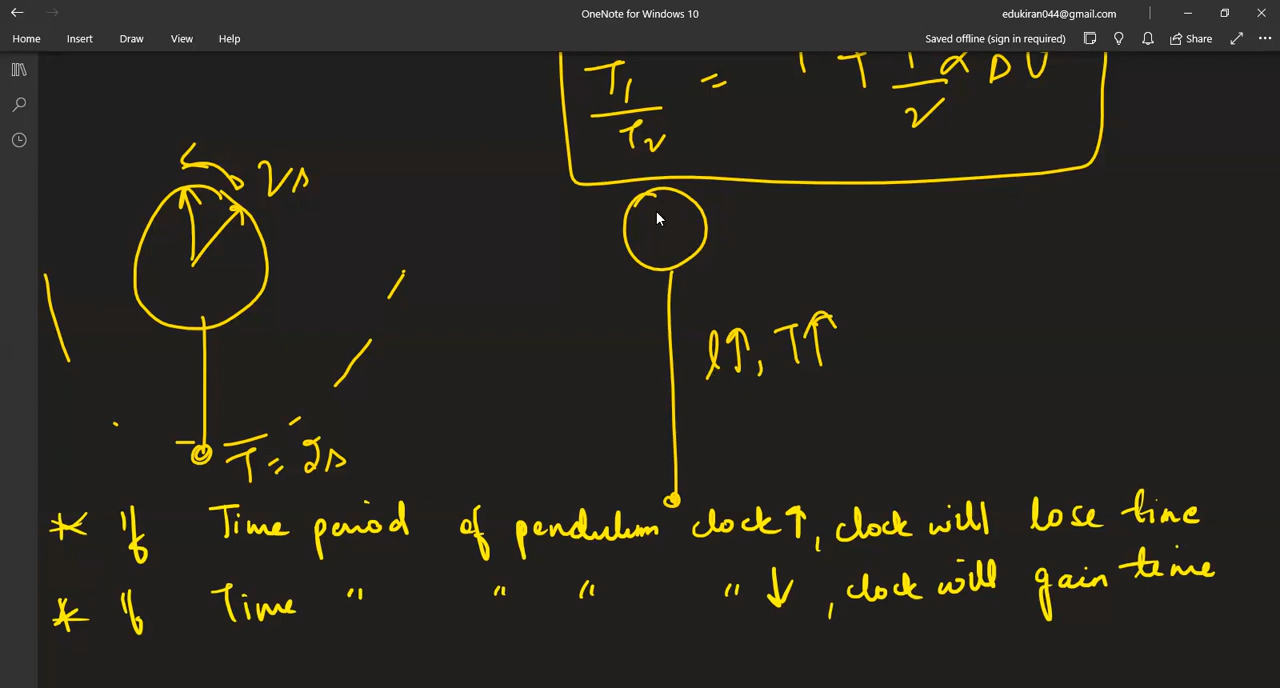 OneNote for Windows 10
edukiran044@gmail.com
Home Insert Draw View Help
Saved offline (sign in required)
Share
T1/T2 = 1 + 1/2 α Δ
2s
T = 2s
l↑, T↑
* If Time period of pendulum clock↑, clock will lose time
* If Time " " " " ↓, clock will gain time